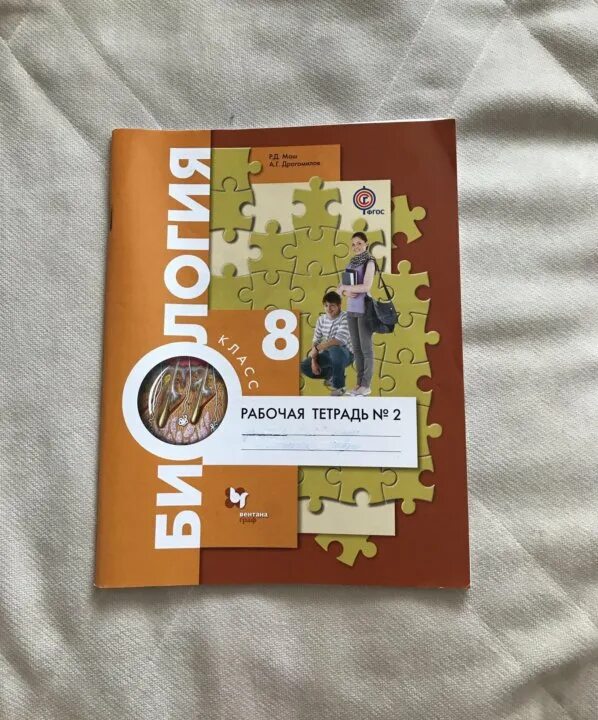 Р.Д. Маш
А.Г. Драгомилов
ФГОС
БИОЛОГИЯ
8
КЛАСС
РАБОЧАЯ ТЕТРАДЬ № 2
вентана
граф